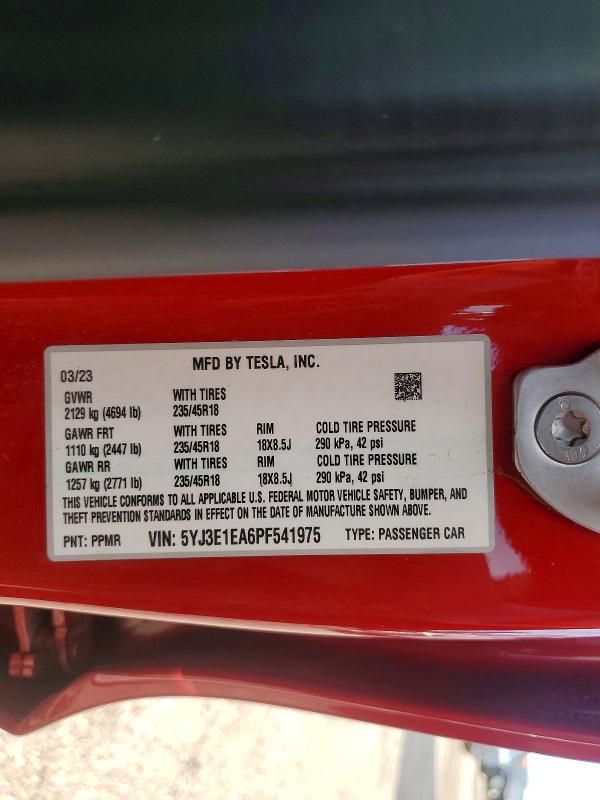 MFD BY TESLA, INC.
03/23
GVWR WITH TIRES
2129 kg (4694 lb) 235/45R18
GAWR FRT WITH TIRES RIM COLD TIRE PRESSURE
1110 kg (2447 lb) 235/45R18 18X8.5J 290 kPa, 42 psi
GAWR RR WITH TIRES RIM COLD TIRE PRESSURE
1257 kg (2771 lb) 235/45R18 18X8.5J 290 kPa, 42 psi
THIS VEHICLE CONFORMS TO ALL APPLICABLE U.S. FEDERAL MOTOR VEHICLE SAFETY, BUMPER, AND
THEFT PREVENTION STANDARDS IN EFFECT ON THE DATE OF MANUFACTURE SHOWN ABOVE.
PNT: PPMR VIN: 5YJ3E1EA6PF541975 TYPE: PASSENGER CAR